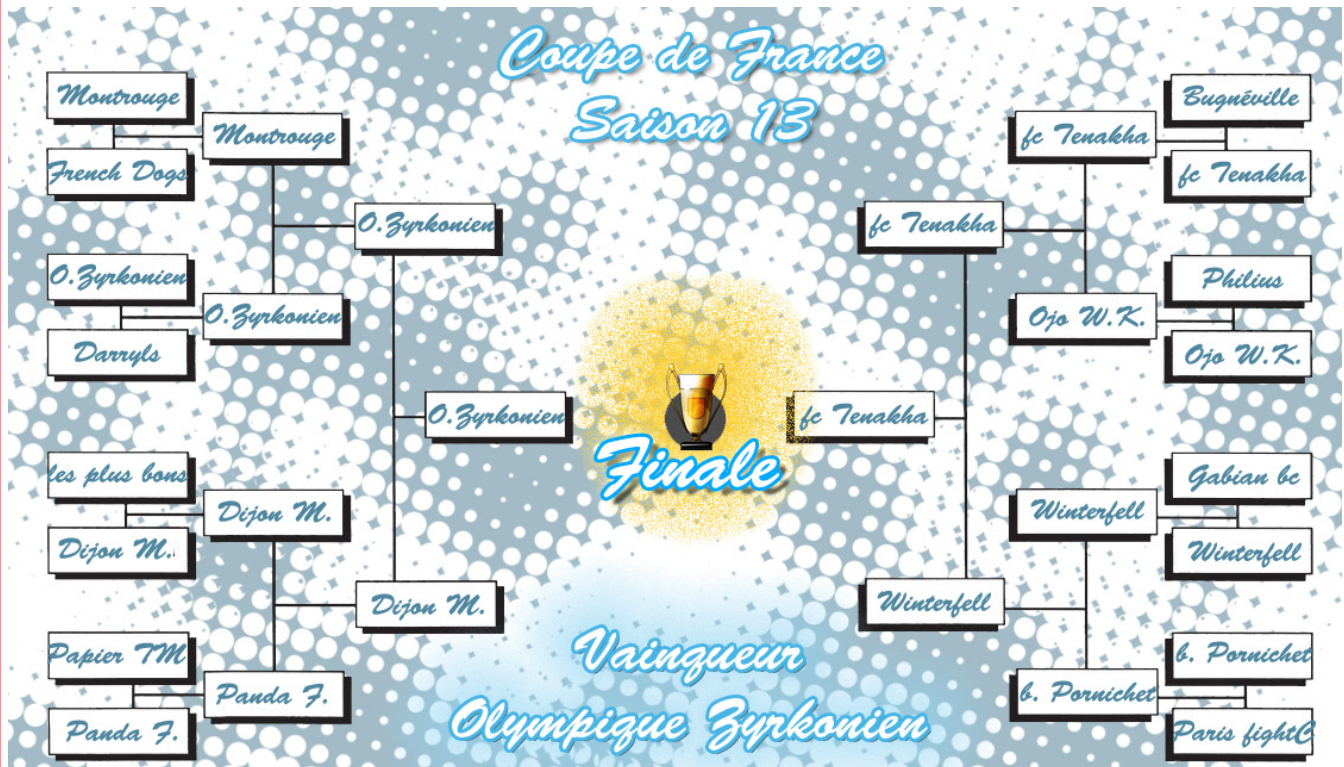 Coupe de France
Saison 13
Montrouge
French Dogs
O.Zyrkonien
Darryls
les plus bons
Dijon M.
Papier TM
Panda F.
Montrouge
O.Zyrkonien
Dijon M.
Panda F.
O.Zyrkonien
Dijon M.
O.Zyrkonien
Finale
fc Tenakha
fc Tenakha
Winterfell
fc Tenakha
Ojo W.K.
Winterfell
b. Pornichet
Bugnéville
fc Tenakha
Philius
Ojo W.K.
Gabian bc
Winterfell
b. Pornichet
Paris fightC
Vainqueur
Olympique Zyrkonien